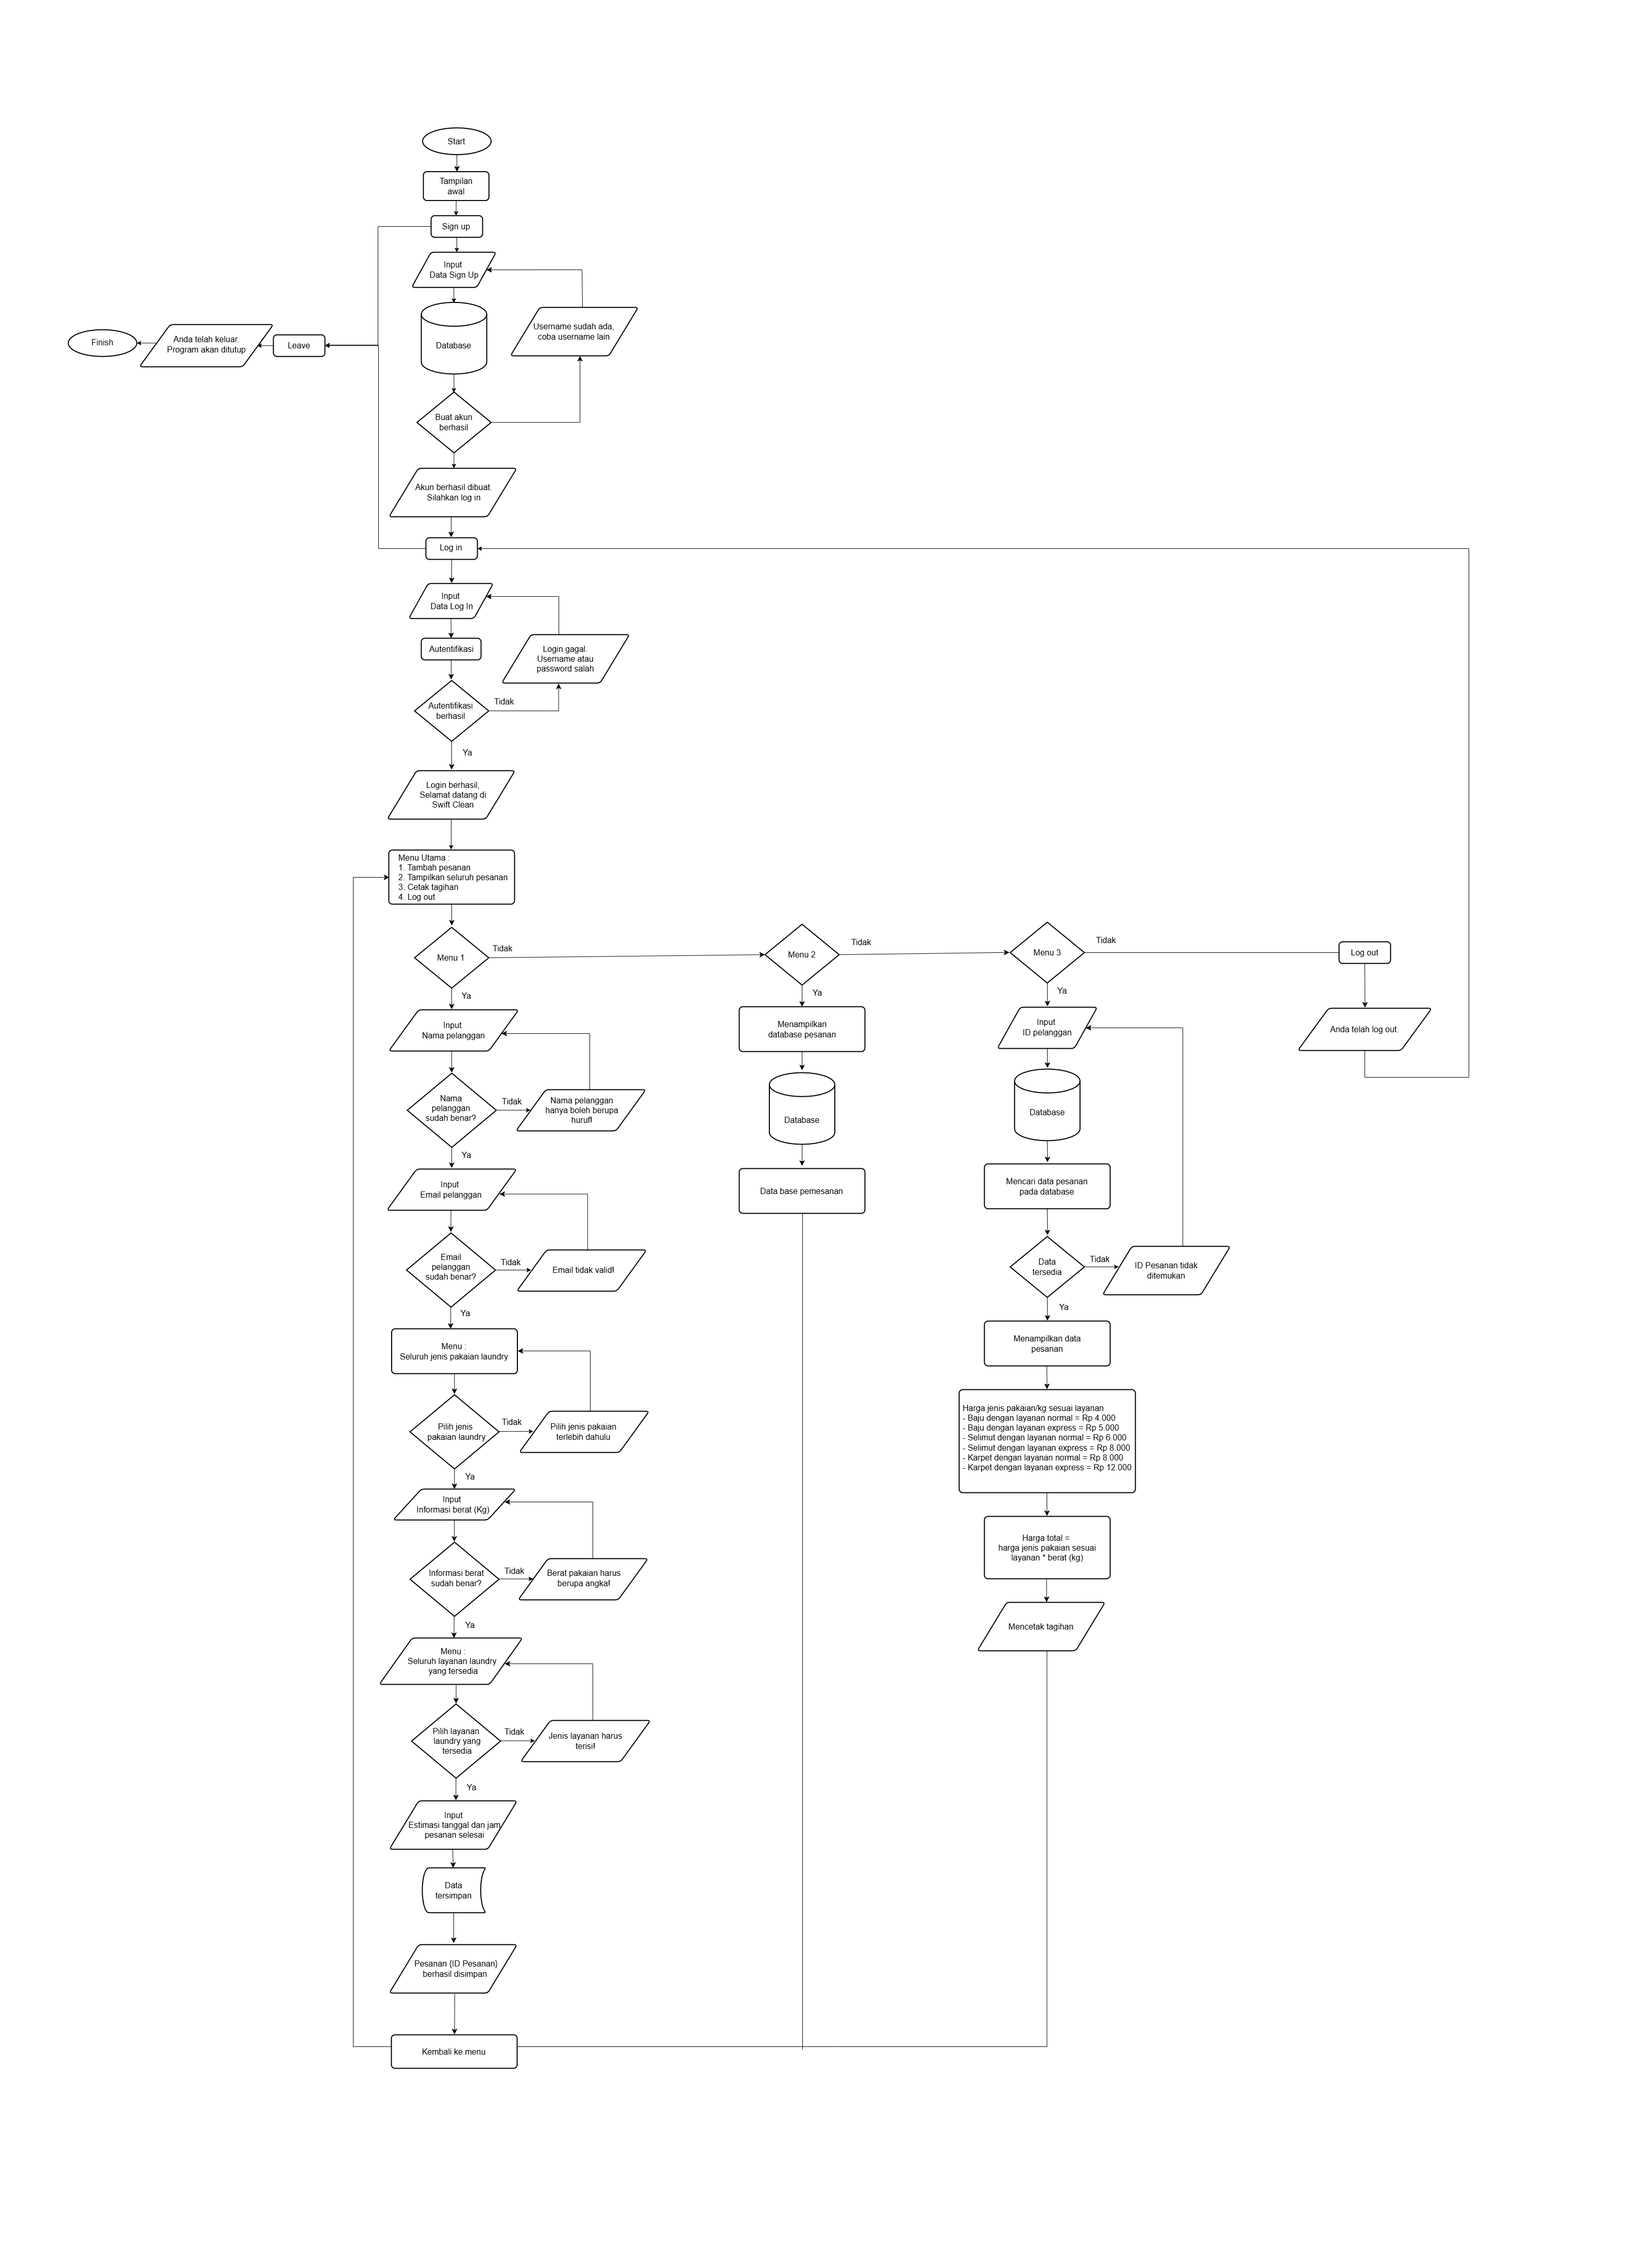 Start
Tampilan
awal
Sign up
Input
Data Sign Up
Database
Username sudah ada,
coba username lain
Finish
Anda telah keluar.
Program akan ditutup
Leave
Buat akun
berhasil
Akun berhasil dibuat.
Silahkan log in
Log in
Input
Data Log In
Autentifikasi
Login gagal.
Username atau
password salah
Autentifikasi
berhasil
Tidak
Ya
Login berhasil,
Selamat datang di
Swift Clean
Menu Utama :
1. Tambah pesanan
2. Tampilkan seluruh pesanan
3. Cetak tagihan
4. Log out
Menu 1
Tidak
Ya
Menu 2
Tidak
Ya
Menu 3
Tidak
Ya
Log out
Anda telah log out.
Input
Nama pelanggan
Nama
pelanggan
sudah benar?
Tidak
Nama pelanggan
hanya boleh berupa
huruf!
Ya
Input
Email pelanggan
Email
pelanggan
sudah benar?
Tidak
Email tidak valid!
Ya
Menu :
Seluruh jenis pakaian laundry
Pilih jenis
pakaian laundry
Tidak
Pilih jenis pakaian
terlebih dahulu
Ya
Input
Informasi berat (Kg)
Informasi berat
sudah benar?
Tidak
Berat pakaian harus
berupa angka!
Ya
Menu :
Seluruh layanan laundry
yang tersedia
Pilih layanan
laundry yang
tersedia
Tidak
Jenis layanan harus
terisi!
Ya
Input
Estimasi tanggal dan jam
pesanan selesai
Data
tersimpan
Pesanan {ID Pesanan}
berhasil disimpan
Kembali ke menu
Menampilkan
database pesanan
Database
Data base pemesanan
Input
ID pelanggan
Database
Mencari data pesanan
pada database
Data
tersedia
Tidak
ID Pesanan tidak
ditemukan
Ya
Menampilkan data
pesanan
Harga jenis pakaian/kg sesuai layanan
- Baju dengan layanan normal = Rp 4.000
- Baju dengan layanan express = Rp 5.000
- Selimut dengan layanan normal = Rp 6.000
- Selimut dengan layanan express = Rp 8.000
- Karpet dengan layanan normal = Rp 8.000
- Karpet dengan layanan express = Rp 12.000
Harga total =
harga jenis pakaian sesuai
layanan * berat (kg)
Mencetak tagihan